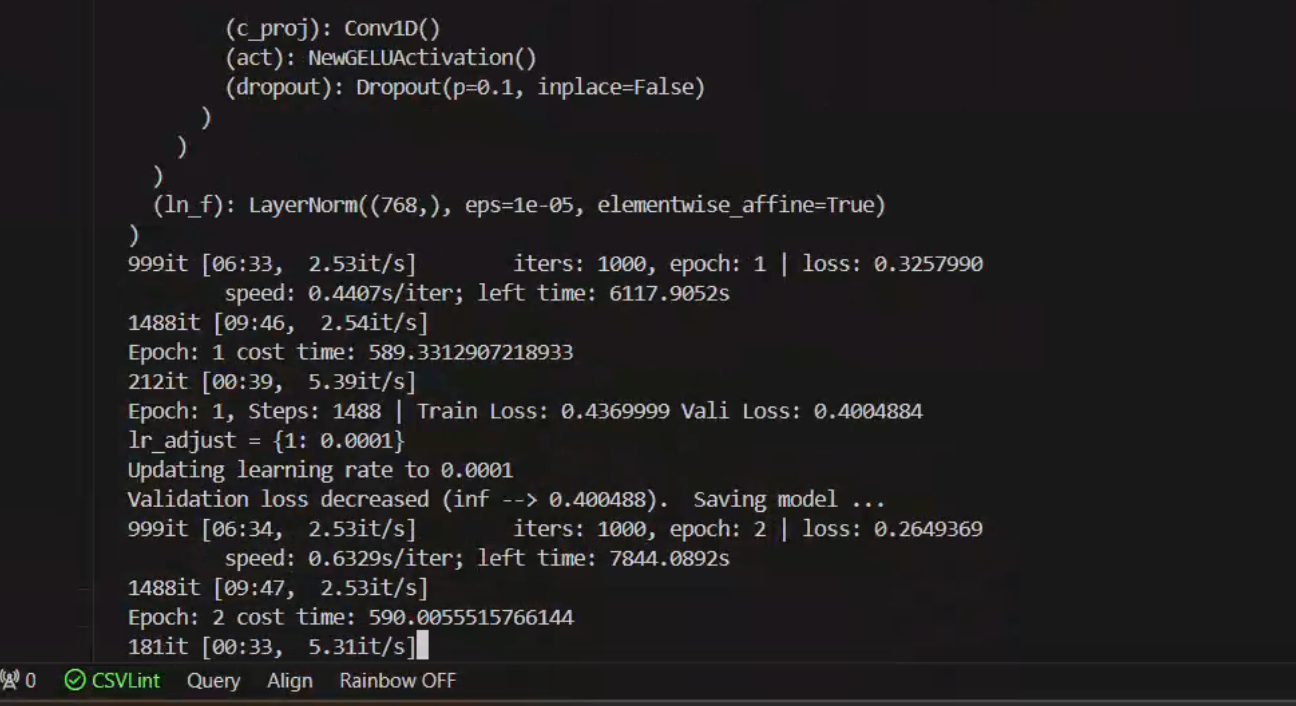 (c_proj): Conv1D()
(act): NewGELUActivation()
(dropout): Dropout(p=0.1, inplace=False)
)
)
)
(ln_f): LayerNorm((768,), eps=1e-05, elementwise_affine=True)
)
999it [06:33,  2.53it/s]        iters: 1000, epoch: 1 | loss: 0.3257990
speed: 0.4407s/iter; left time: 6117.9052s
1488it [09:46,  2.54it/s]
Epoch: 1 cost time: 589.3312907218933
212it [00:39,  5.39it/s]
Epoch: 1, Steps: 1488 | Train Loss: 0.4369999 Vali Loss: 0.4004884
lr_adjust = {1: 0.0001}
Updating learning rate to 0.0001
Validation loss decreased (inf --> 0.400488).  Saving model ...
999it [06:34,  2.53it/s]        iters: 1000, epoch: 2 | loss: 0.2649369
speed: 0.6329s/iter; left time: 7844.0892s
1488it [09:47,  2.53it/s]
Epoch: 2 cost time: 590.0055515766144
181it [00:33,  5.31it/s]
0 CSVLint Query Align Rainbow OFF